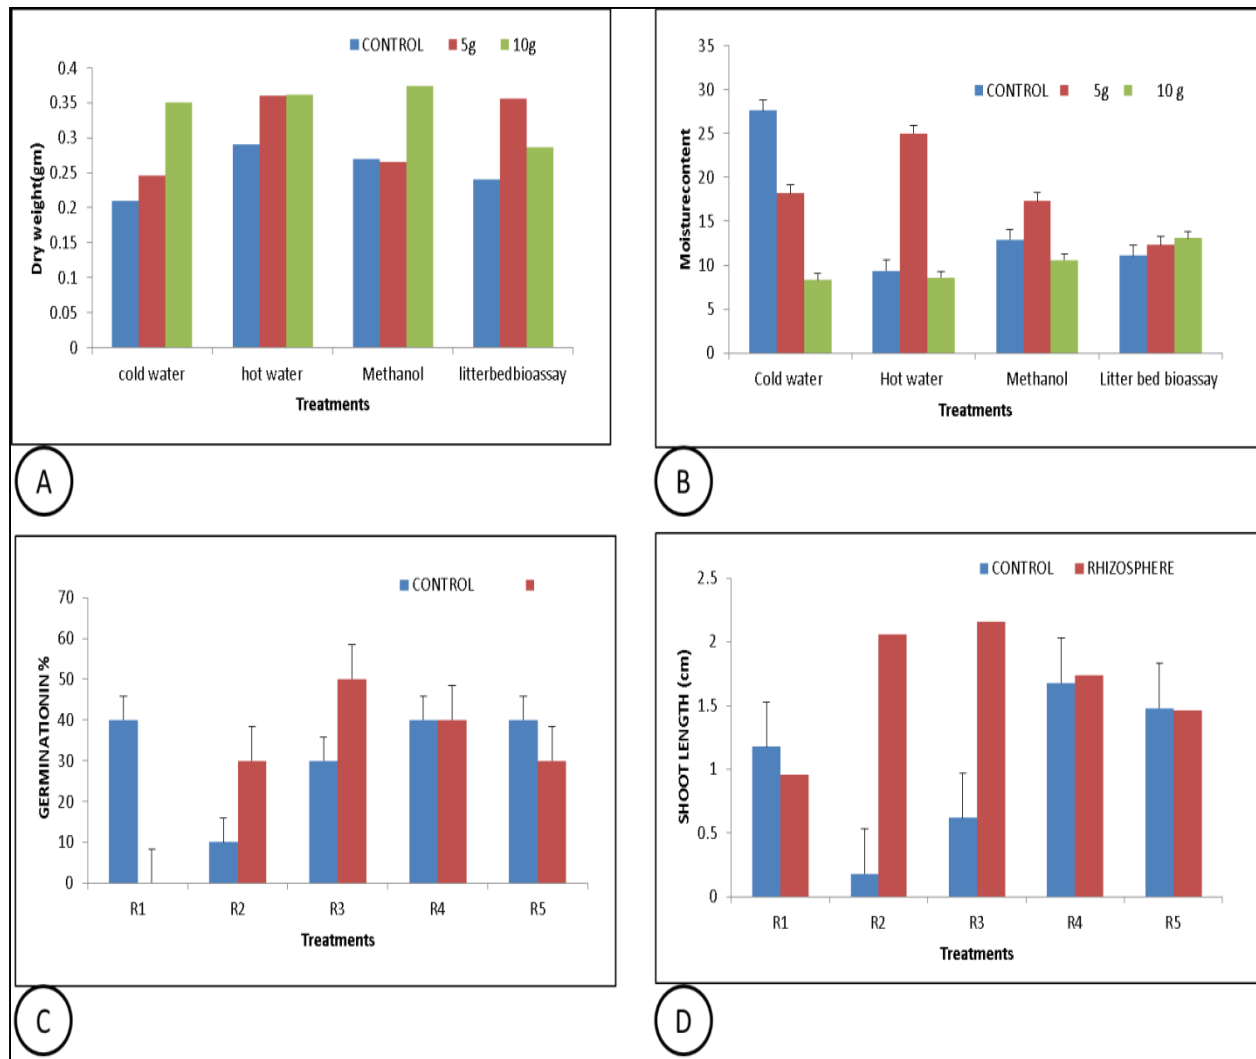 CONTROL 5g 10g
0.4
0.35
0.3
0.25
0.2
0.15
0.1
0.05
0
Dry weight(gm)
cold water hot water Methanol litterbedbioassay
Treatments
A
35
30
25
20
15
10
5
0
Moisturecontent
CONTROL 5g 10 g
Cold water Hot water Methanol Litter bed bioassay
Treatments
B
CONTROL
70
60
50
40
30
20
10
0
GERMINATIONIN %
R1 R2 R3 R4 R5
Treatments
C
CONTROL RHIZOSPHERE
2.5
2
1.5
1
0.5
0
SHOOT LENGTH (cm)
R1 R2 R3 R4 R5
Treatments
D